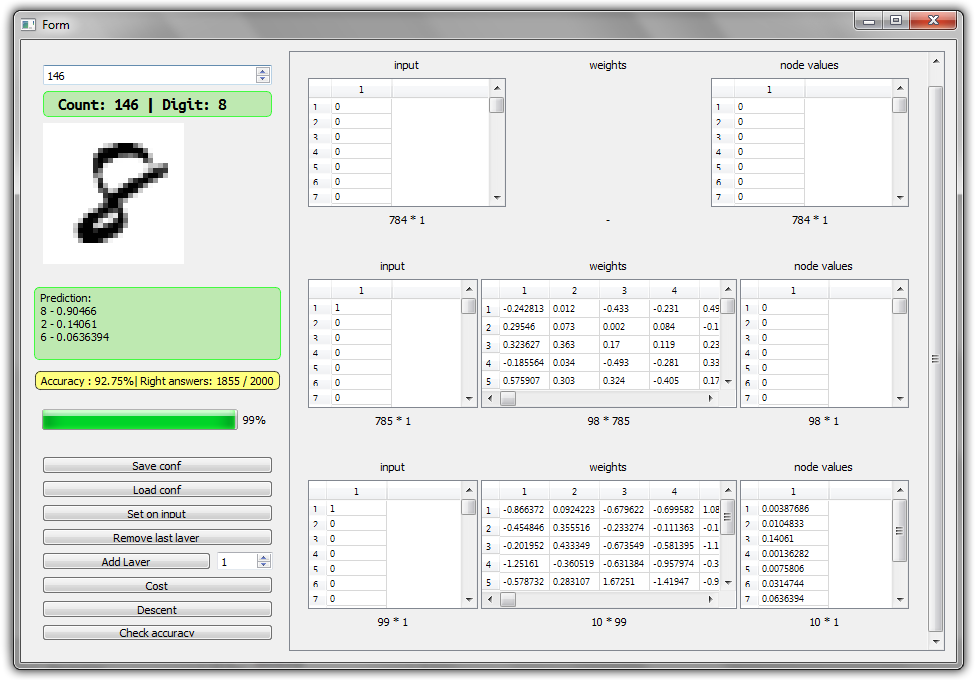 Form
146
Count: 146 | Digit: 8
Prediction:
8 - 0.90466
2 - 0.14061
6 - 0.0636394
Accuracy : 92.75%| Right answers: 1855 / 2000
99%
Save conf
Load conf
Set on input
Remove last layer
Add Layer 1
Cost
Descent
Check accuracy
input weights node values
1 1
1 0 1 0
2 0 2 0
3 0 3 0
4 0 4 0
5 0 5 0
6 0 6 0
7 0 7 0
784 * 1 - 784 * 1
input weights node values
1 1 2 3 4 1
1 1 1 -0.242813 0.012 -0.433 -0.231 0.49 1 0
2 0 2 0.29546 0.073 0.002 0.084 -0.1 2 0
3 0 3 0.323627 0.363 0.17 0.119 0.23 3 0
4 0 4 -0.185564 0.034 -0.493 -0.281 0.33 4 0
5 0 5 0.575907 0.303 0.324 -0.405 0.17 5 0
6 0 6 0
7 0 7 0
785 * 1 98 * 785 98 * 1
input weights node values
1 1 2 3 4 1
1 1 1 -0.866372 0.0924223 -0.679622 -0.699582 1.08 1 0.00387686
2 0 2 -0.454846 0.355516 -0.233274 -0.111363 -0.1 2 0.0104833
3 0 3 -0.201952 0.433349 -0.673549 -0.581395 -1.1 3 0.14061
4 0 4 -1.25161 -0.360519 -0.631384 -0.957974 -0.3 4 0.00136282
5 0 5 -0.578732 0.283107 1.67251 -1.41947 -0.9 5 0.0075806
6 0 6 0.0314744
7 0 7 0.0636394
99 * 1 10 * 99 10 * 1